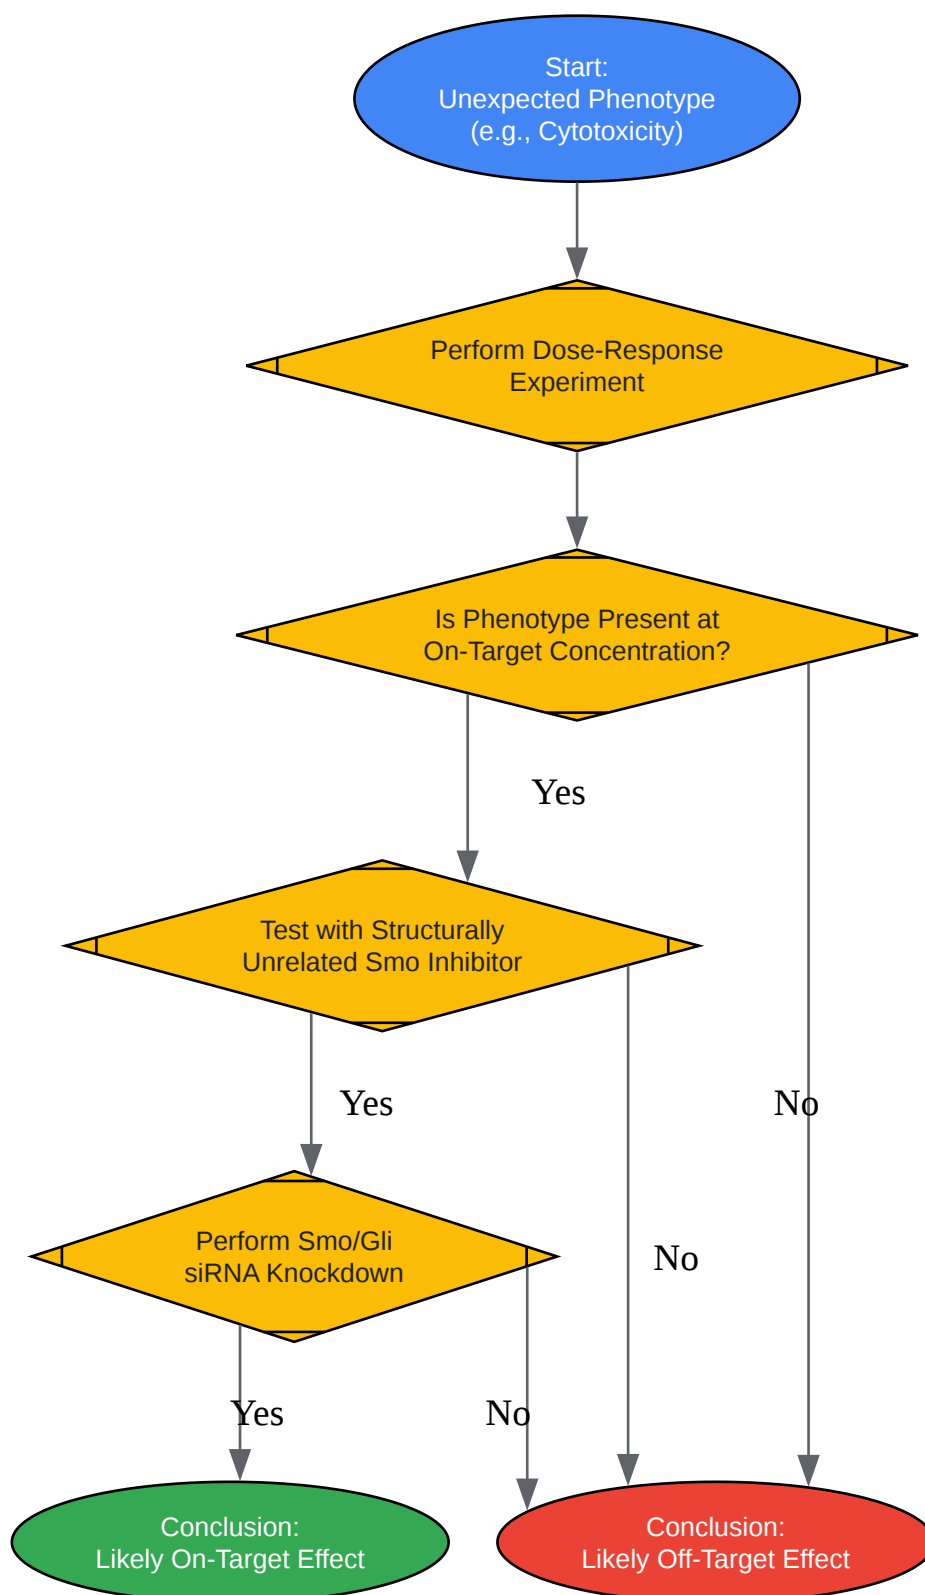 Start:
Unexpected Phenotype
(e.g., Cytotoxicity)
Perform Dose-Response
Experiment
Is Phenotype Present at
On-Target Concentration?
Yes
Test with Structurally
Unrelated Smo Inhibitor
Yes
No
Perform Smo/Gli
siRNA Knockdown
No
Yes
No
Conclusion:
Likely On-Target Effect
Conclusion:
Likely Off-Target Effect